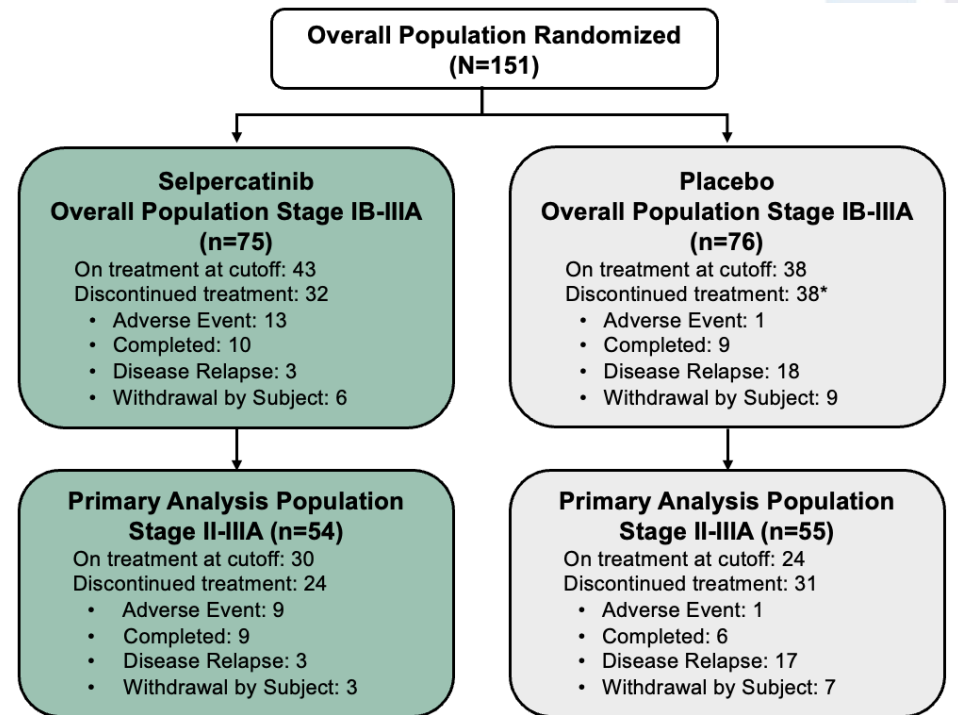 Overall Population Randomized
(N=151)
Selpercatinib
Overall Population Stage IB-IIIA
(n=75)
On treatment at cutoff: 43
Discontinued treatment: 32
• Adverse Event: 13
• Completed: 10
• Disease Relapse: 3
• Withdrawal by Subject: 6
Placebo
Overall Population Stage IB-IIIA
(n=76)
On treatment at cutoff: 38
Discontinued treatment: 38*
• Adverse Event: 1
• Completed: 9
• Disease Relapse: 18
• Withdrawal by Subject: 9
Primary Analysis Population
Stage II-IIIA (n=54)
On treatment at cutoff: 30
Discontinued treatment: 24
• Adverse Event: 9
• Completed: 9
• Disease Relapse: 3
• Withdrawal by Subject: 3
Primary Analysis Population
Stage II-IIIA (n=55)
On treatment at cutoff: 24
Discontinued treatment: 31
• Adverse Event: 1
• Completed: 6
• Disease Relapse: 17
• Withdrawal by Subject: 7